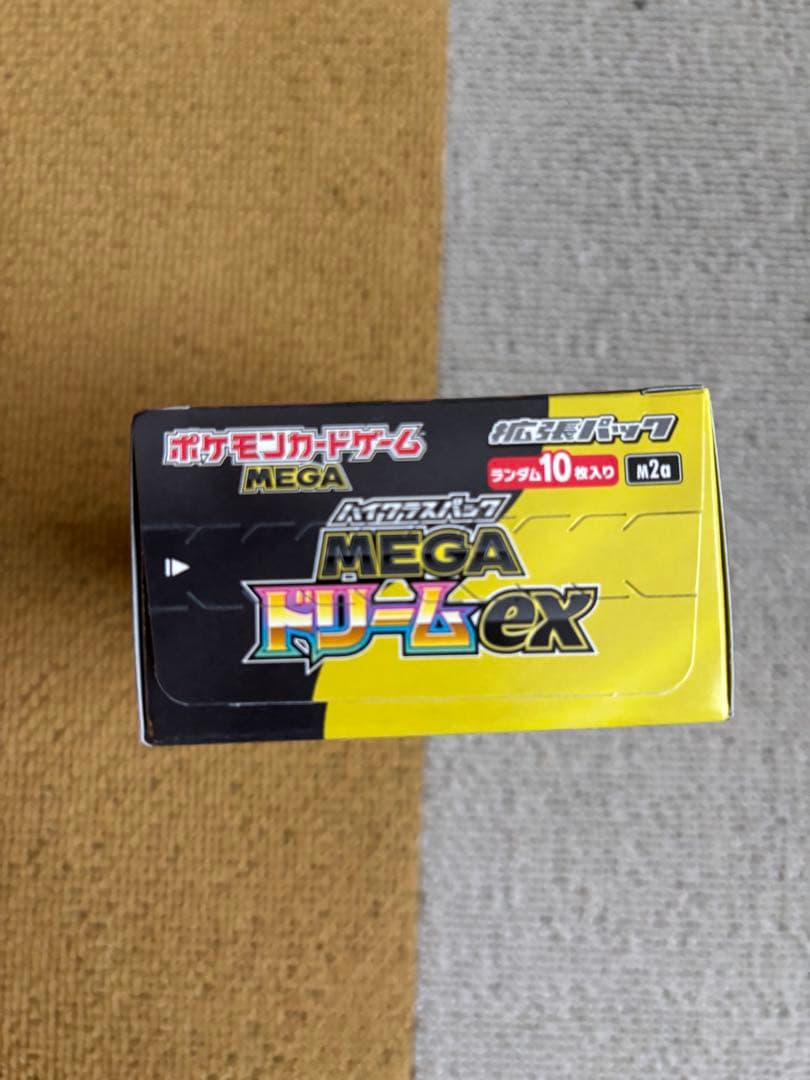 ポケモンカードゲーム
MEGA
拡張パック
ランダム10枚入り
M2a
ハイクラスパック
MEGA
ドリームex